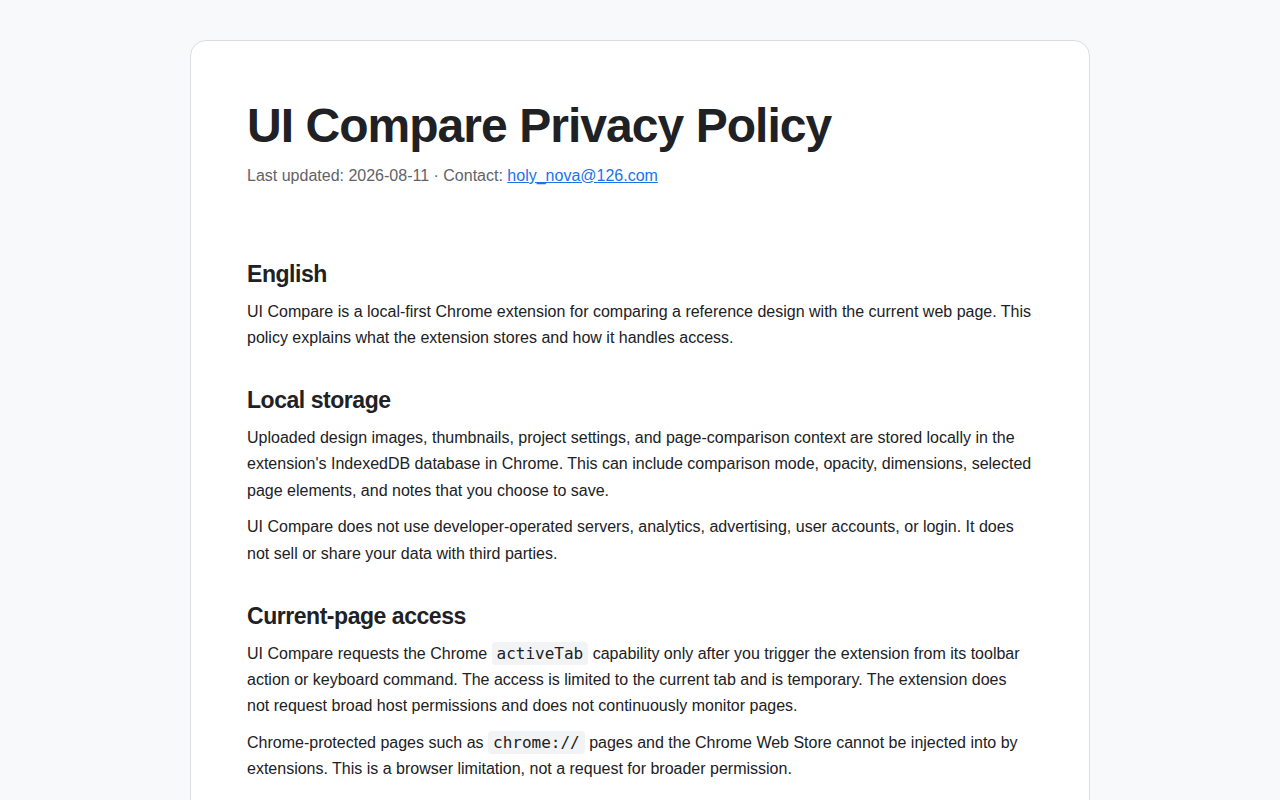 UI Compare Privacy Policy
Last updated: 2026-08-11 · Contact: holy_nova@126.com
English
UI Compare is a local-first Chrome extension for comparing a reference design with the current web page. This
policy explains what the extension stores and how it handles access.
Local storage
Uploaded design images, thumbnails, project settings, and page-comparison context are stored locally in the
extension's IndexedDB database in Chrome. This can include comparison mode, opacity, dimensions, selected
page elements, and notes that you choose to save.
UI Compare does not use developer-operated servers, analytics, advertising, user accounts, or login. It does
not sell or share your data with third parties.
Current-page access
UI Compare requests the Chrome activeTab capability only after you trigger the extension from its toolbar
action or keyboard command. The access is limited to the current tab and is temporary. The extension does
not request broad host permissions and does not continuously monitor pages.
Chrome-protected pages such as chrome:// pages and the Chrome Web Store cannot be injected into by
extensions. This is a browser limitation, not a request for broader permission.